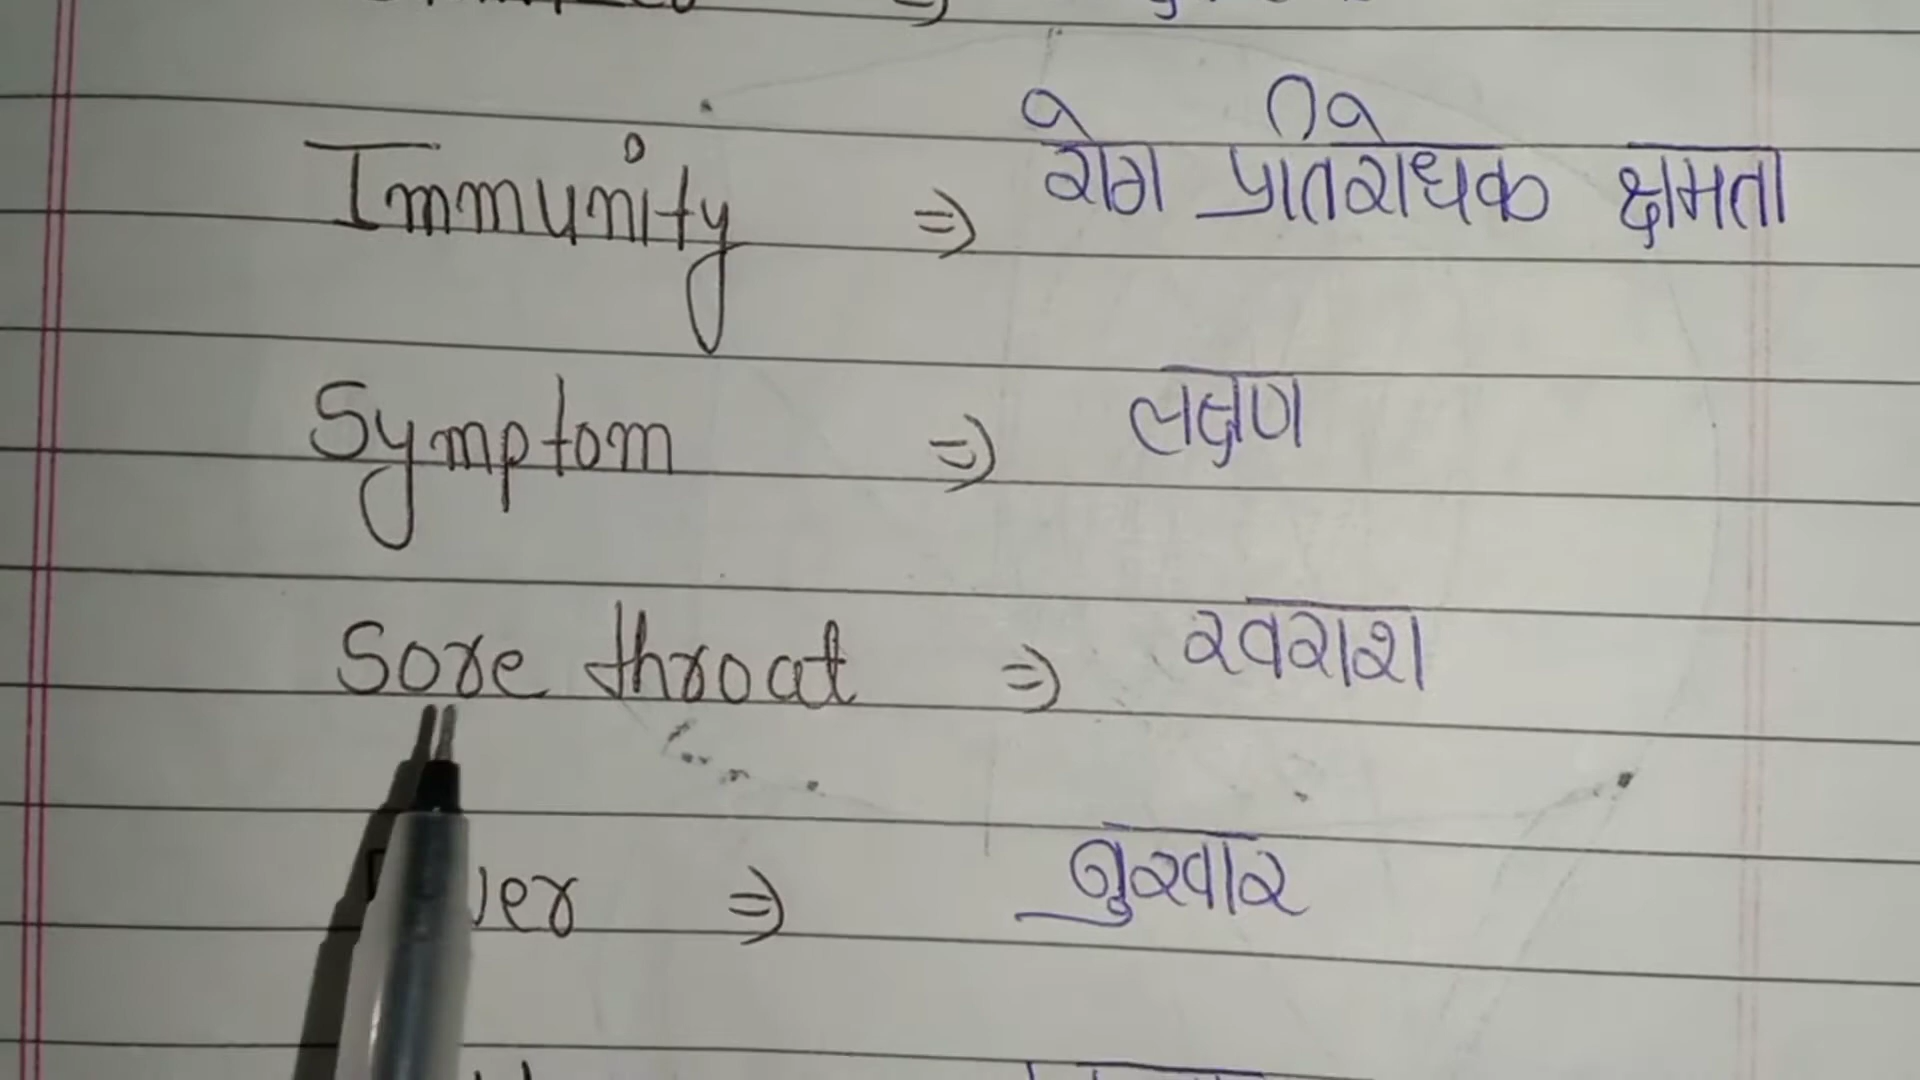 Immunity ⇒ रोग प्रतिरोधक क्षमता
Symptom ⇒ लक्षण
Sore throat ⇒ खराश
ver ⇒ बुखार